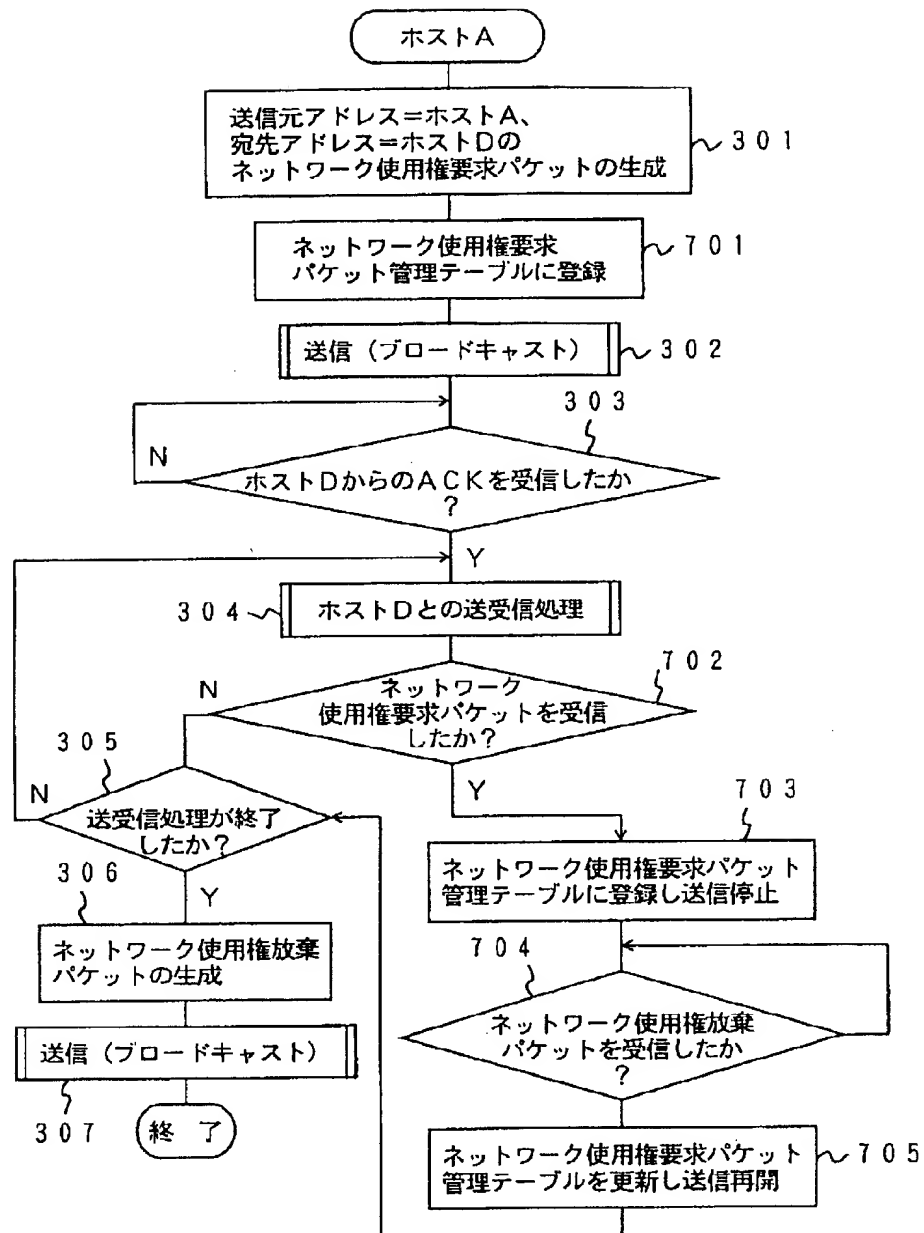 ホストA
送信元アドレス=ホストA、
宛先アドレス=ホストDの
ネットワーク使用権要求パケットの生成
301
ネットワーク使用権要求
パケット管理テーブルに登録
701
送信(ブロードキャスト)
302
303
N
ホストDからのACKを受信したか
?
Y
304
ホストDとの送受信処理
702
N
ネットワーク
使用権要求パケットを受信
したか?
305
N
Y
送受信処理が終了
したか?
703
306
Y
ネットワーク使用権要求パケット
管理テーブルに登録し送信停止
ネットワーク使用権放棄
パケットの生成
704
ネットワーク使用権放棄
パケットを受信したか
?
送信(ブロードキャスト)
307
終 了
ネットワーク使用権要求パケット
管理テーブルを更新し送信再開
705